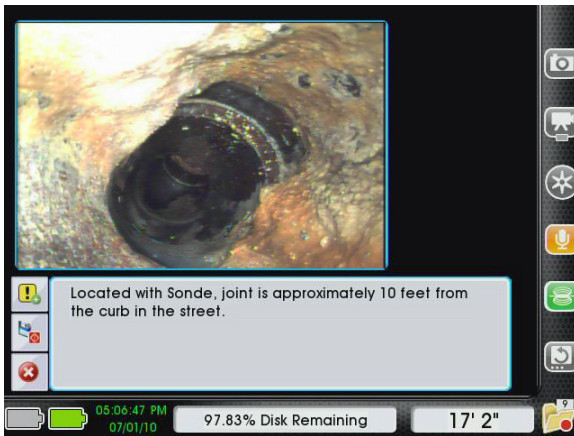 Located with Sonde, joint is approximately 10 feet from
the curb in the street.
05:06:47 PM
07/01/10
97.83% Disk Remaining
17' 2"
9